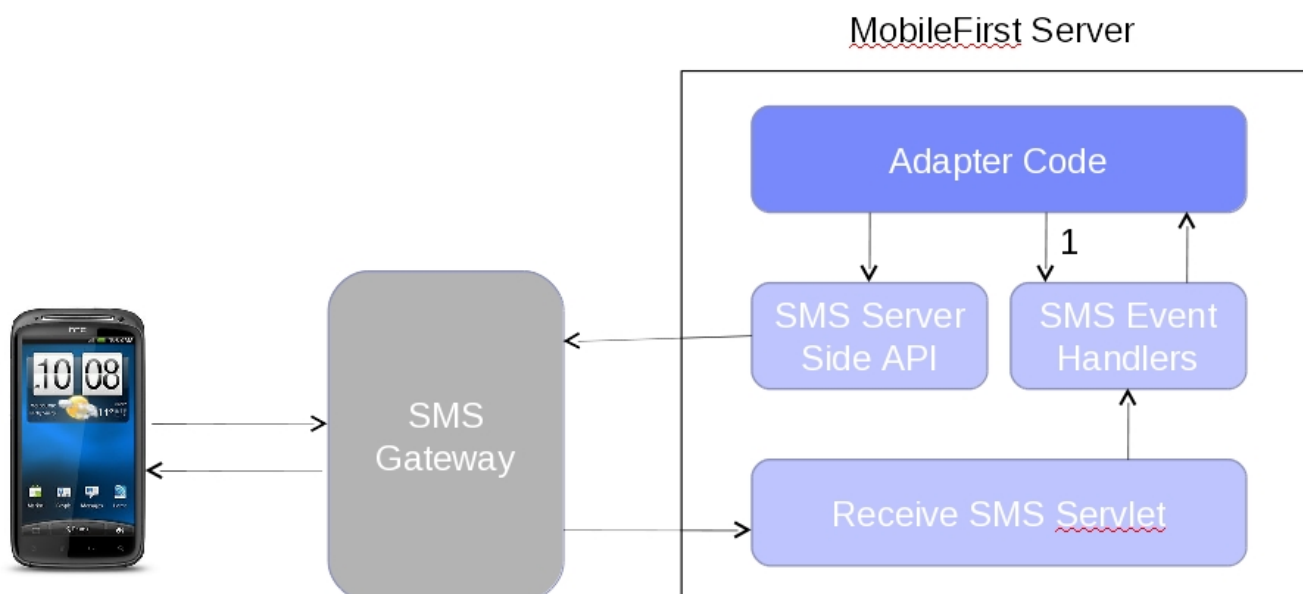 MobileFirst Server
Adapter Code
1
SMS Server
Side API
SMS Event
Handlers
SMS
Gateway
Receive SMS Servlet
hTC
10 08